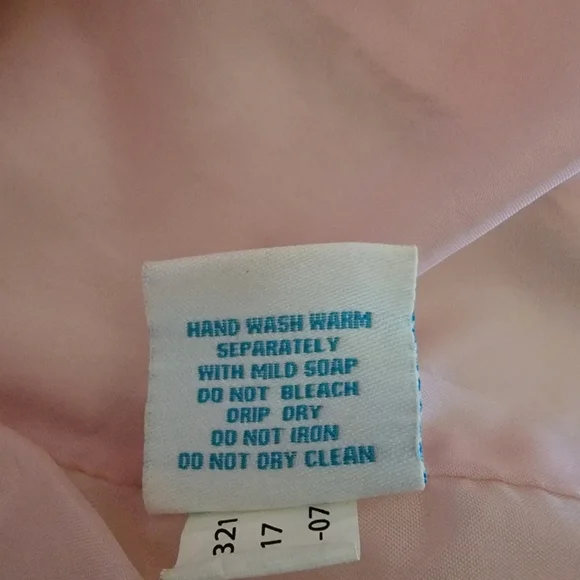 HAND WASH WARM
SEPARATELY
WITH MILD SOAP
DO NOT BLEACH
DRIP DRY
DO NOT IRON
DO NOT DRY CLEAN
321
17
-07